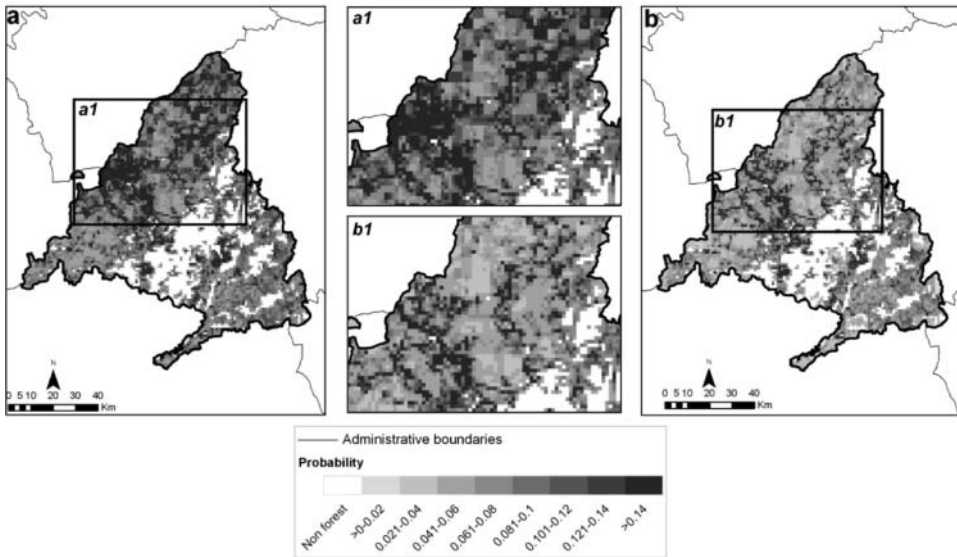 a
a1
N
0 5 10 20 30 40
Km
a1
b1
b
b1
N
0 5 10 20 30 40
Km
Administrative boundaries
Probability
Non forest
>0-0.02
0.021-0.04
0.041-0.06
0.061-0.08
0.081-0.1
0.101-0.12
0.121-0.14
>0.14